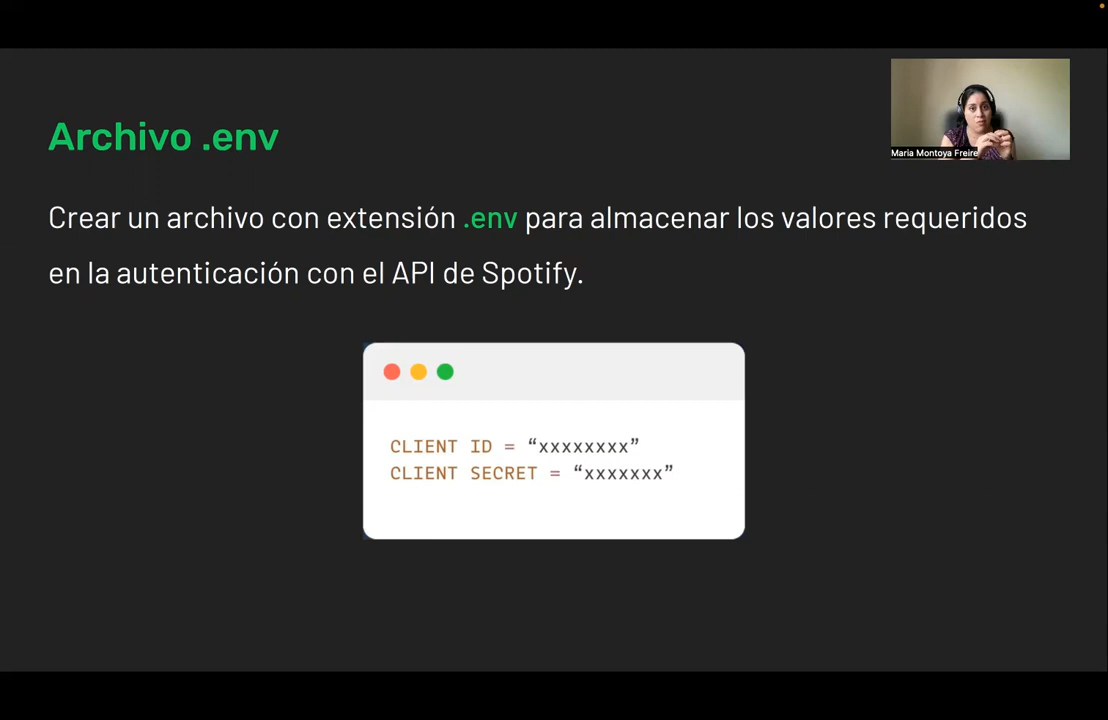 Archivo .env
Maria Montoya Freire
Crear un archivo con extensión .env para almacenar los valores requeridos
en la autenticación con el API de Spotify.
CLIENT ID = “xxxxxxxx”
CLIENT SECRET = “xxxxxxx”